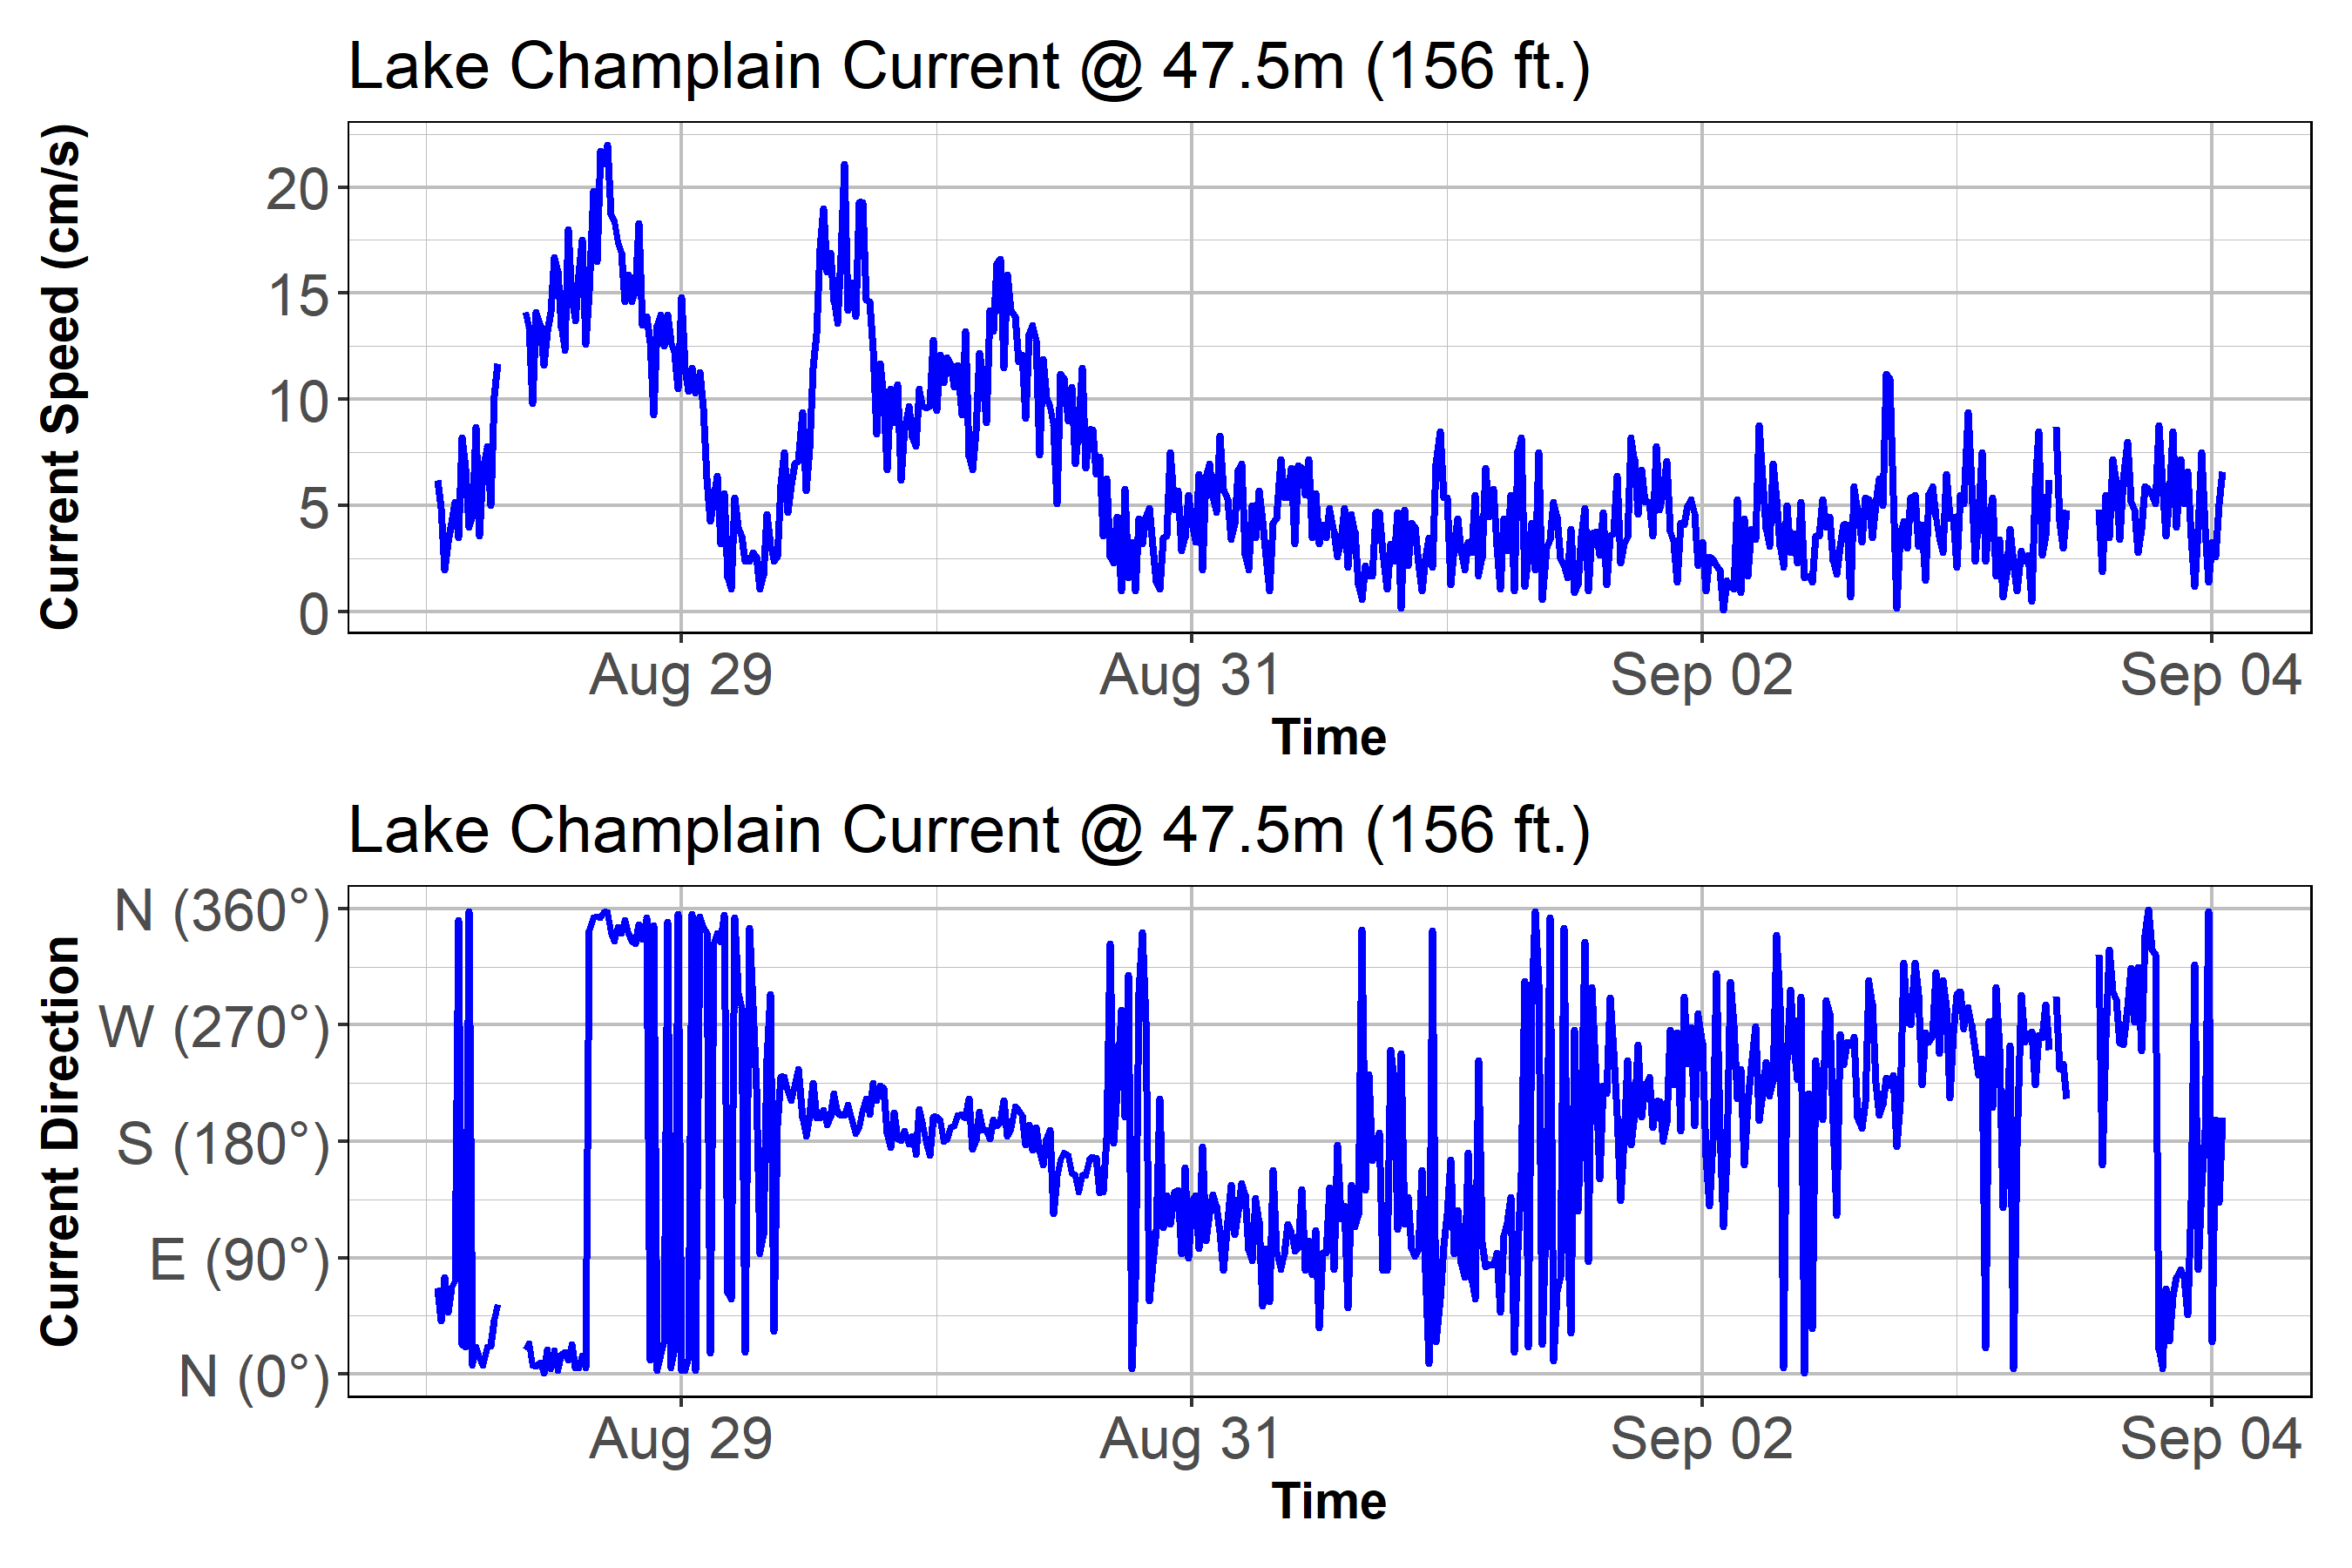 Lake Champlain Current @ 47.5m (156 ft.)
Current Speed (cm/s)
20
15
10
5
0
Aug 29 Aug 31 Sep 02 Sep 04
Time
Lake Champlain Current @ 47.5m (156 ft.)
Current Direction
N (360°)
W (270°)
S (180°)
E (90°)
N (0°)
Aug 29 Aug 31 Sep 02 Sep 04
Time